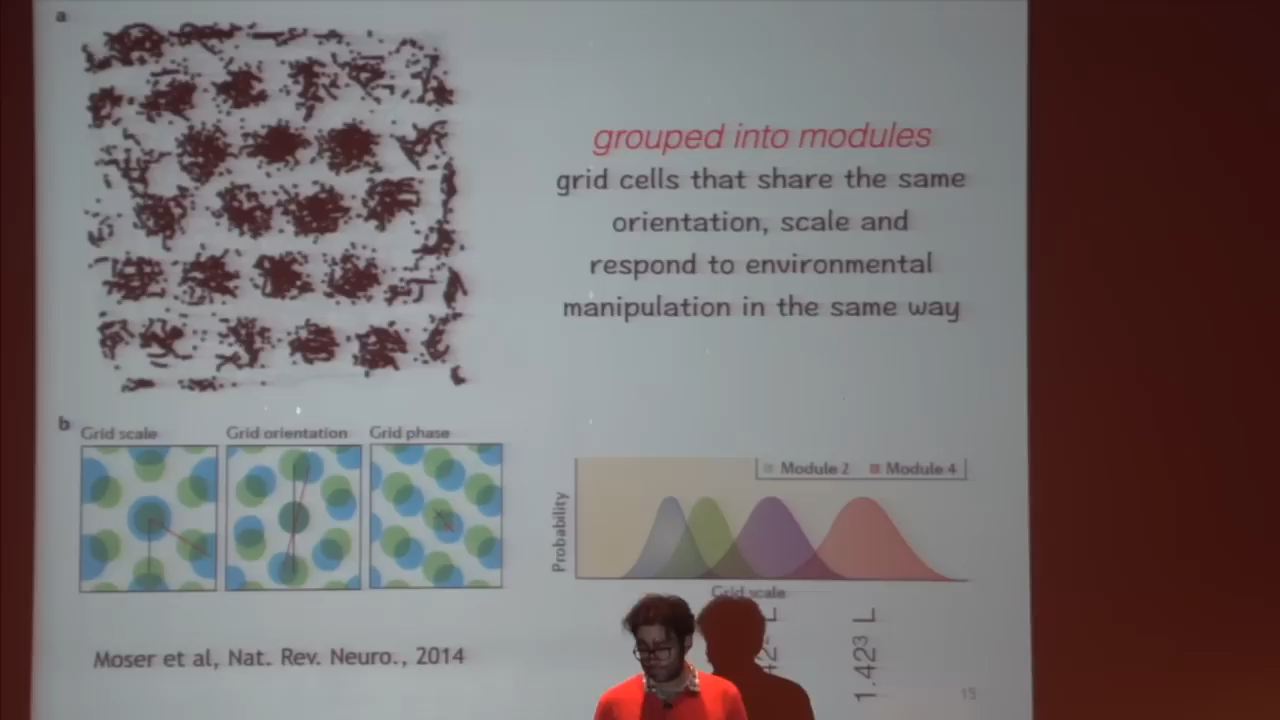 a
grouped into modules
grid cells that share the same
orientation, scale and
respond to environmental
manipulation in the same way
b
Grid scale
Grid orientation
Grid phase
Module 2
Module 4
Probability
Grid scale
42² L
1.42³ L
Moser et al, Nat. Rev. Neuro., 2014
15